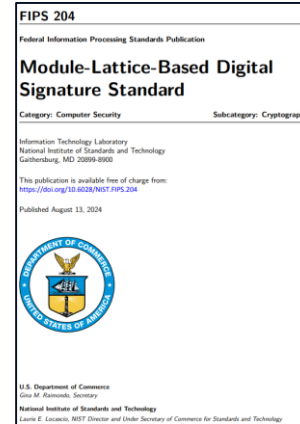 FIPS 204
Federal Information Processing Standards Publication
Module-Lattice-Based Digital
Signature Standard
Category: Computer Security Subcategory: Cryptograp
Information Technology Laboratory
National Institute of Standards and Technology
Gaithersburg, MD 20899-8900
This publication is available free of charge from:
https://doi.org/10.6028/NIST.FIPS.204
Published August 13, 2024
DEPARTMENT OF COMMERCE
UNITED STATES OF AMERICA
U.S. Department of Commerce
Gina M. Raimondo, Secretary
National Institute of Standards and Technology
Laurie E. Locascio, NIST Director and Under Secretary of Commerce for Standards and Technology